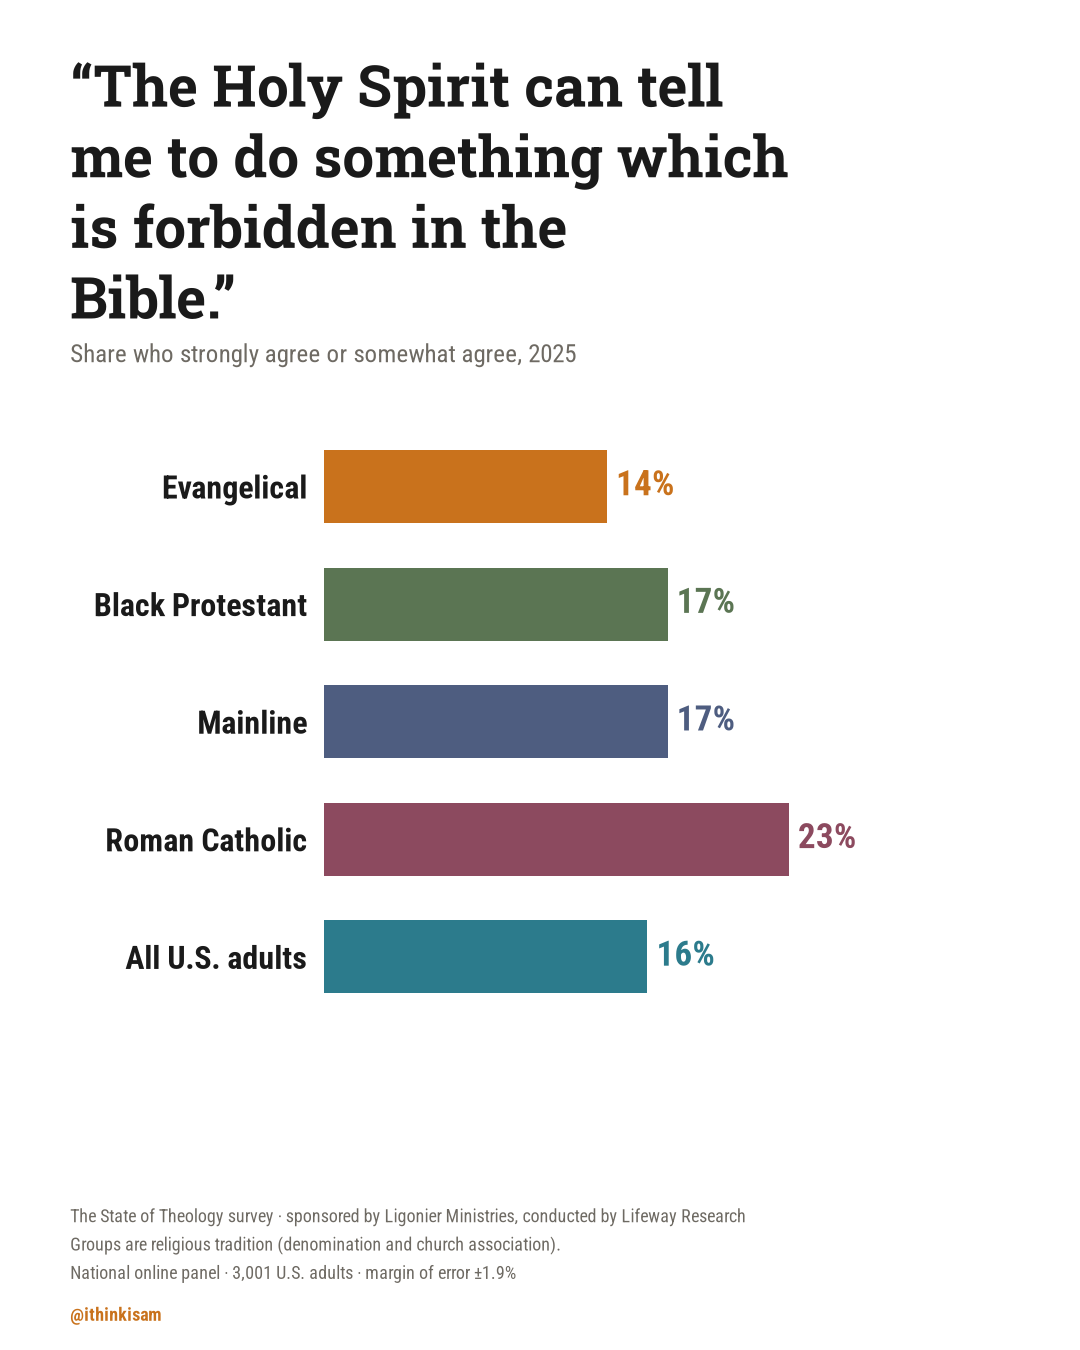 “The Holy Spirit can tell
me to do something which
is forbidden in the
Bible.”
Share who strongly agree or somewhat agree, 2025
Evangelical 14%
Black Protestant 17%
Mainline 17%
Roman Catholic 23%
All U.S. adults 16%
The State of Theology survey · sponsored by Ligonier Ministries, conducted by Lifeway Research
Groups are religious tradition (denomination and church association).
National online panel · 3,001 U.S. adults · margin of error ±1.9%
@ithinkisam